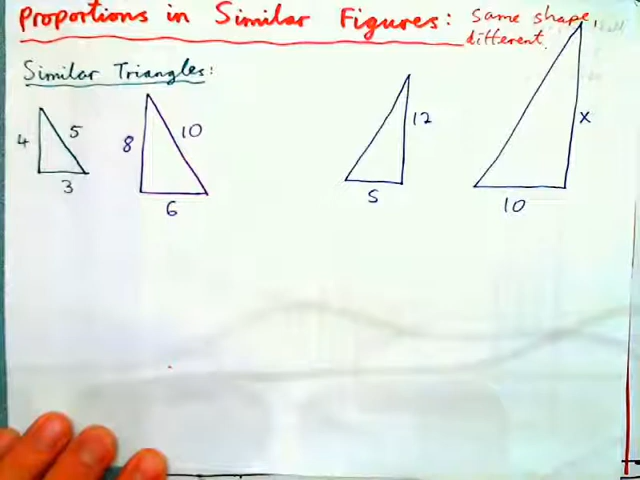 Proportions in Similar Figures: Same shape,
different.
Similar Triangles:
4 5 8 10 12 x
3 6 5 10